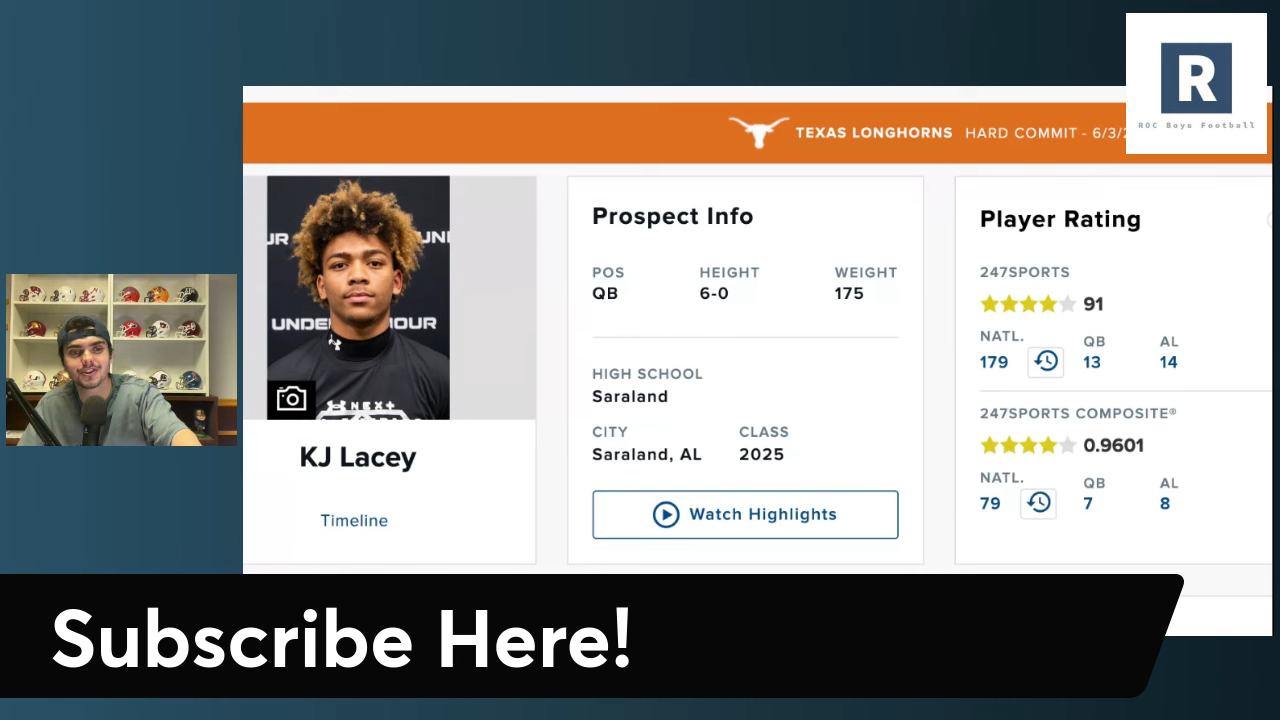 R
ROC Boys Football
TEXAS LONGHORNS HARD COMMIT - 6/3/2
UNDER ARMOUR
NEXT
KJ Lacey
Timeline
Prospect Info
POS HEIGHT WEIGHT
QB 6-0 175
HIGH SCHOOL
Saraland
CITY CLASS
Saraland, AL 2025
Watch Highlights
Player Rating
247SPORTS
91
NATL. QB AL
179 13 14
247SPORTS COMPOSITE®
0.9601
NATL. QB AL
79 7 8
Subscribe Here!